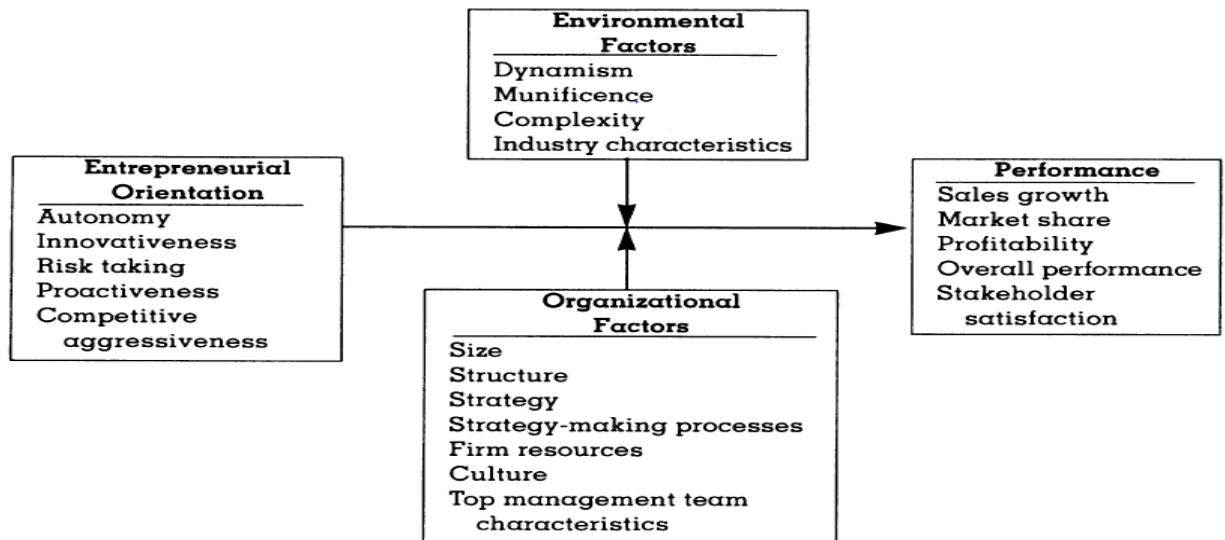 Environmental
Factors
Dynamism
Munificence
Complexity
Industry characteristics
Entrepreneurial
Orientation
Autonomy
Innovativeness
Risk taking
Proactiveness
Competitive
aggressiveness
Performance
Sales growth
Market share
Profitability
Overall performance
Stakeholder
satisfaction
Organizational
Factors
Size
Structure
Strategy
Strategy-making processes
Firm resources
Culture
Top management team
characteristics